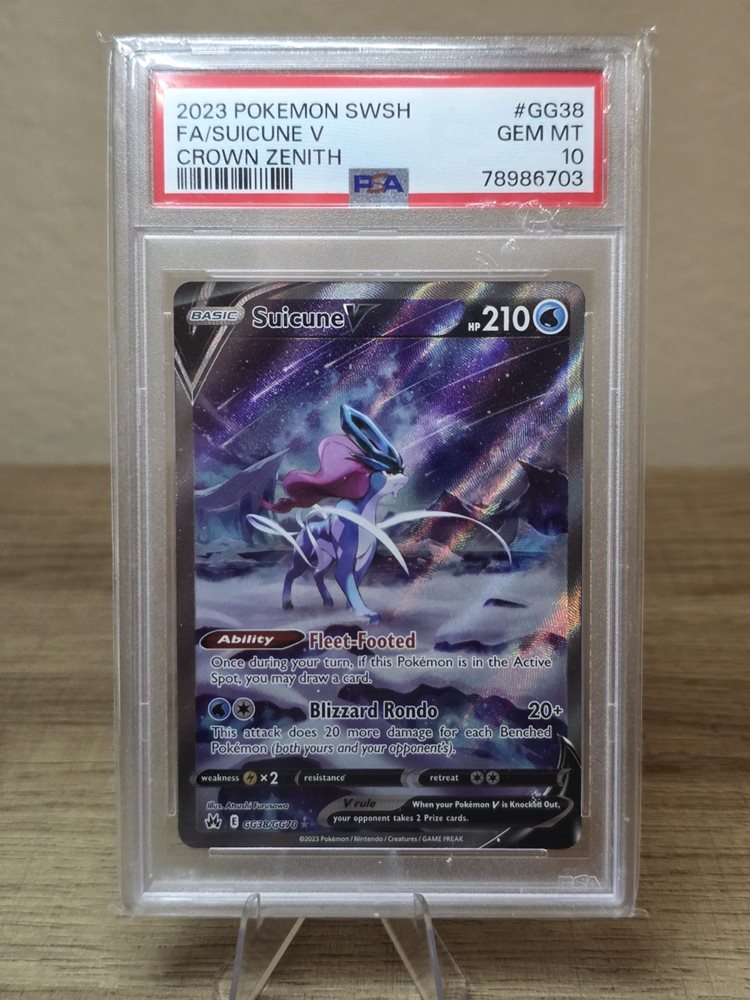 2023 POKEMON SWSH #GG38
FA/SUICUNE V GEM MT
CROWN ZENITH 10
PSA 78986703
BASIC Suicune V HP 210
Ability Fleet-Footed
Once during your turn, if this Pokémon is in the Active
Spot, you may draw a card.
Blizzard Rondo 20+
This attack does 20 more damage for each Benched
Pokémon (both yours and your opponent's).
weakness ×2 resistance retreat
Illus. Atsushi Furusawa
V rule When your Pokémon V is Knocked Out,
your opponent takes 2 Prize cards.
E GG38/GG70
©2023 Pokémon / Nintendo / Creatures / GAME FREAK
PSA